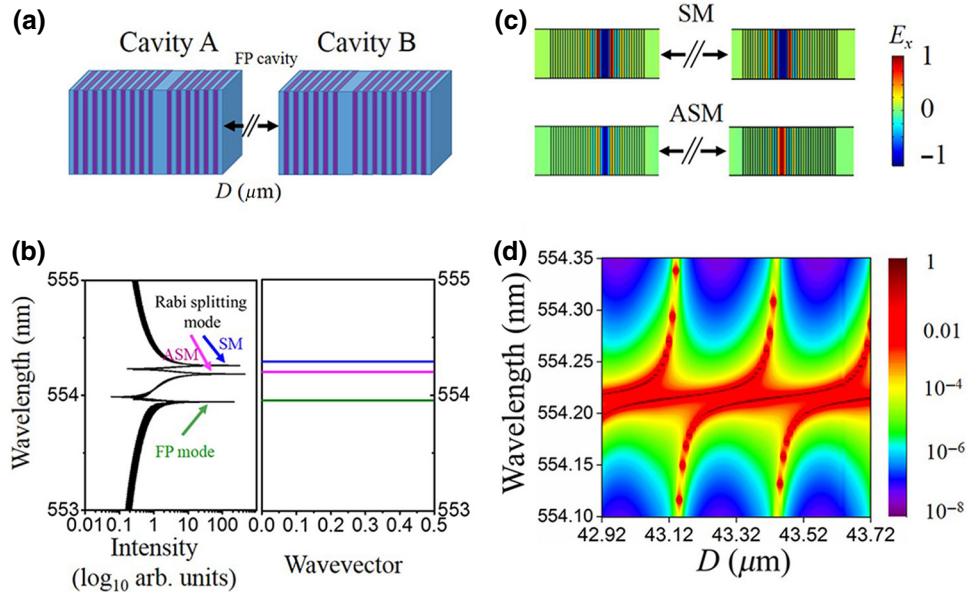 (a)
Cavity A
FP cavity
Cavity B
D (µm)
(b)
Wavelength (nm)
555
554
553
Rabi splitting
mode
SM
ASM
FP mode
0.01 0.1 1 10 100
Intensity
(log10 arb. units)
555
554
553
0.0 0.1 0.2 0.3 0.4 0.5
Wavevector
(c)
SM
ASM
Ex
1
0
−1
(d)
Wavelength (nm)
554.35
554.30
554.25
554.20
554.15
554.10
42.92 43.12 43.32 43.52 43.72
D (µm)
1
0.01
10−4
10−6
10−8